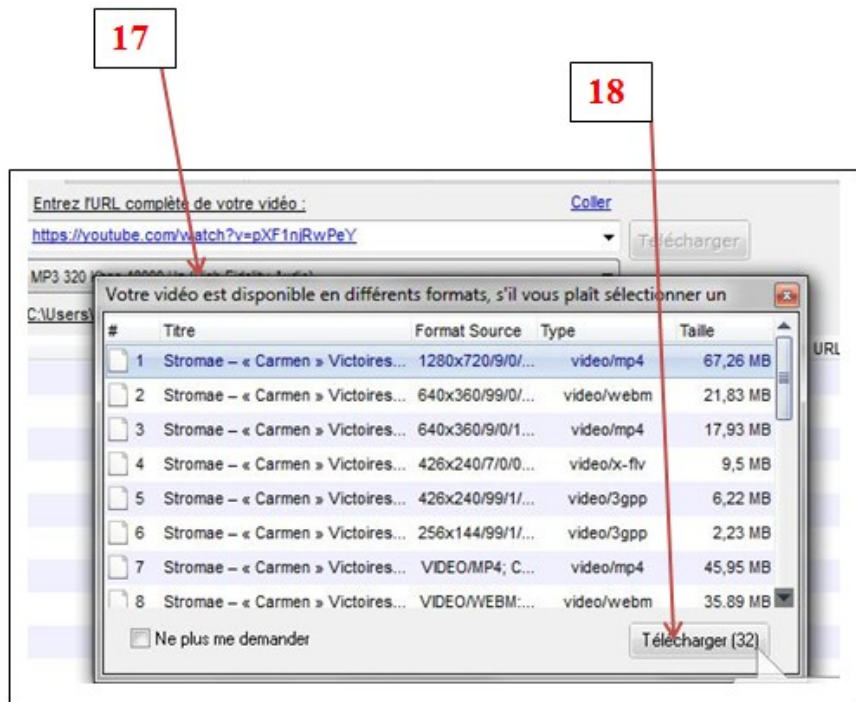 17
18
Entrez l'URL complète de votre vidéo :
Coller
https://youtube.com/watch?v=pXF1njRwPeY
Télécharger
MP3 320 Kbps 48000 Hz (High Fidelity Audio)
C:\Users\
URL
Votre vidéo est disponible en différents formats, s'il vous plaît sélectionner un
# Titre Format Source Type Taille
1 Stromae – « Carmen » Victoires... 1280x720/9/0/... video/mp4 67,26 MB
2 Stromae – « Carmen » Victoires... 640x360/99/0/... video/webm 21,83 MB
3 Stromae – « Carmen » Victoires... 640x360/9/0/1... video/mp4 17,93 MB
4 Stromae – « Carmen » Victoires... 426x240/7/0/0... video/x-flv 9,5 MB
5 Stromae – « Carmen » Victoires... 426x240/99/1/... video/3gpp 6,22 MB
6 Stromae – « Carmen » Victoires... 256x144/99/1/... video/3gpp 2,23 MB
7 Stromae – « Carmen » Victoires... VIDEO/MP4; C... video/mp4 45,95 MB
8 Stromae – « Carmen » Victoires... VIDEO/WEBM:... video/webm 35.89 MB
Ne plus me demander
Télécharger (32)